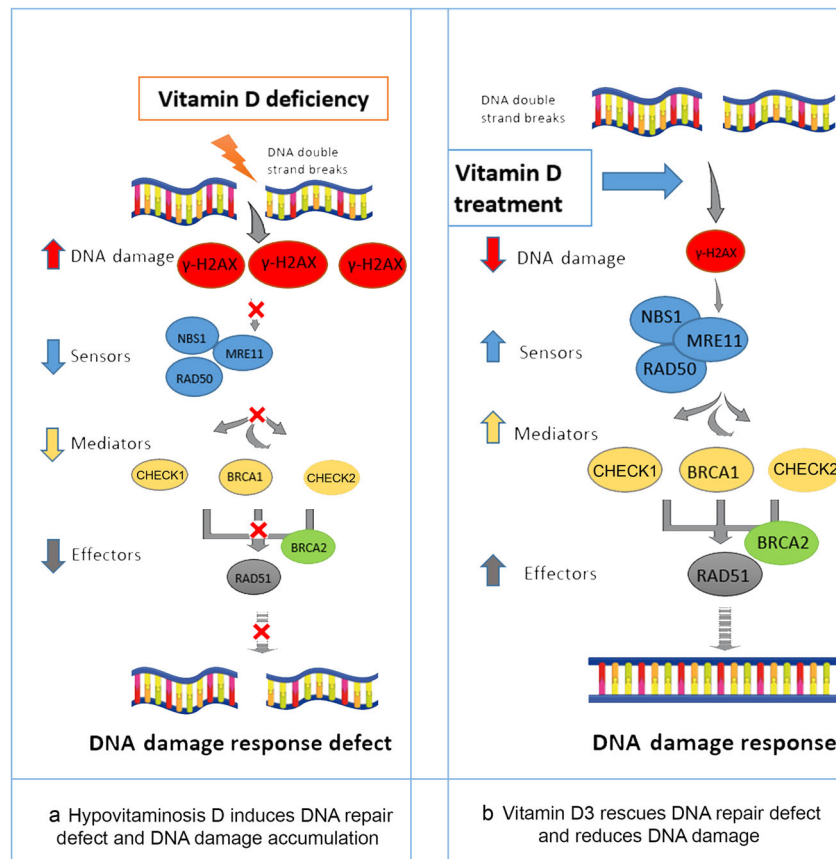 Vitamin D deficiency
DNA double
strand breaks
DNA damage
γ-H2AX
γ-H2AX
γ-H2AX
Sensors
NBS1
MRE11
RAD50
Mediators
CHECK1
BRCA1
CHECK2
Effectors
BRCA2
RAD51
DNA damage response defect
a Hypovitaminosis D induces DNA repair
defect and DNA damage accumulation
DNA double
strand breaks
Vitamin D
treatment
γ-H2AX
DNA damage
NBS1
MRE11
Sensors
RAD50
Mediators
CHECK1
BRCA1
CHECK2
BRCA2
Effectors
RAD51
DNA damage response
b Vitamin D3 rescues DNA repair defect
and reduces DNA damage